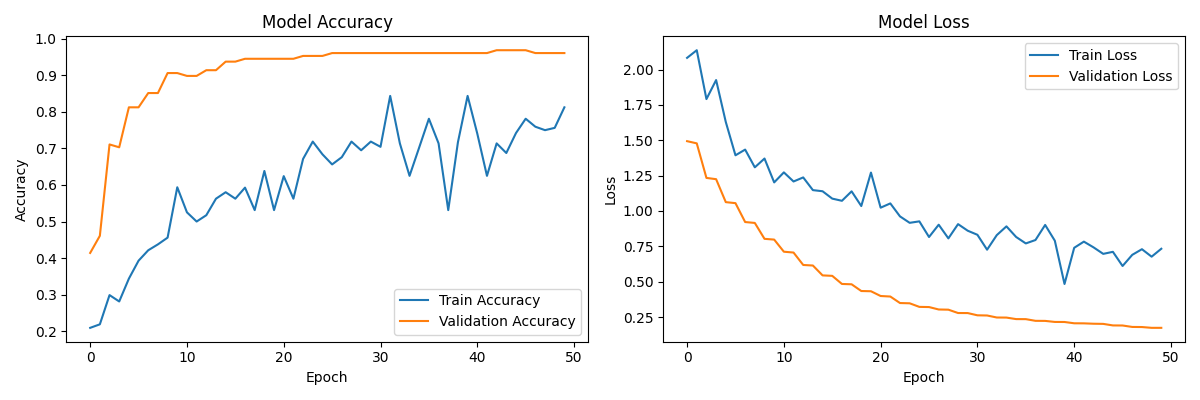 Model Accuracy
Accuracy
1.0
0.9
0.8
0.7
0.6
0.5
0.4
0.3
0.2
0
10
20
30
40
50
Epoch
Train Accuracy
Validation Accuracy
Model Loss
Loss
2.00
1.75
1.50
1.25
1.00
0.75
0.50
0.25
0
10
20
30
40
50
Epoch
Train Loss
Validation Loss